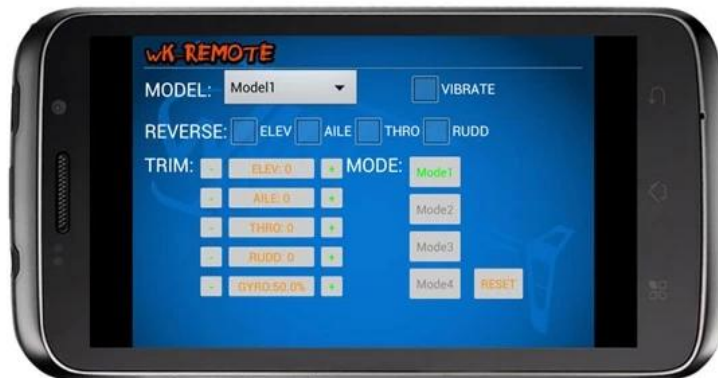 wK-REMOTE
MODEL: Model1 VIBRATE
REVERSE: ELEV AILE THRO RUDD
TRIM: - ELEV: 0 + MODE: Mode1
- AILE: 0 + Mode2
- THRO: 0 + Mode3
- RUDD: 0 +
- GYRO:50.0% + Mode4 RESET